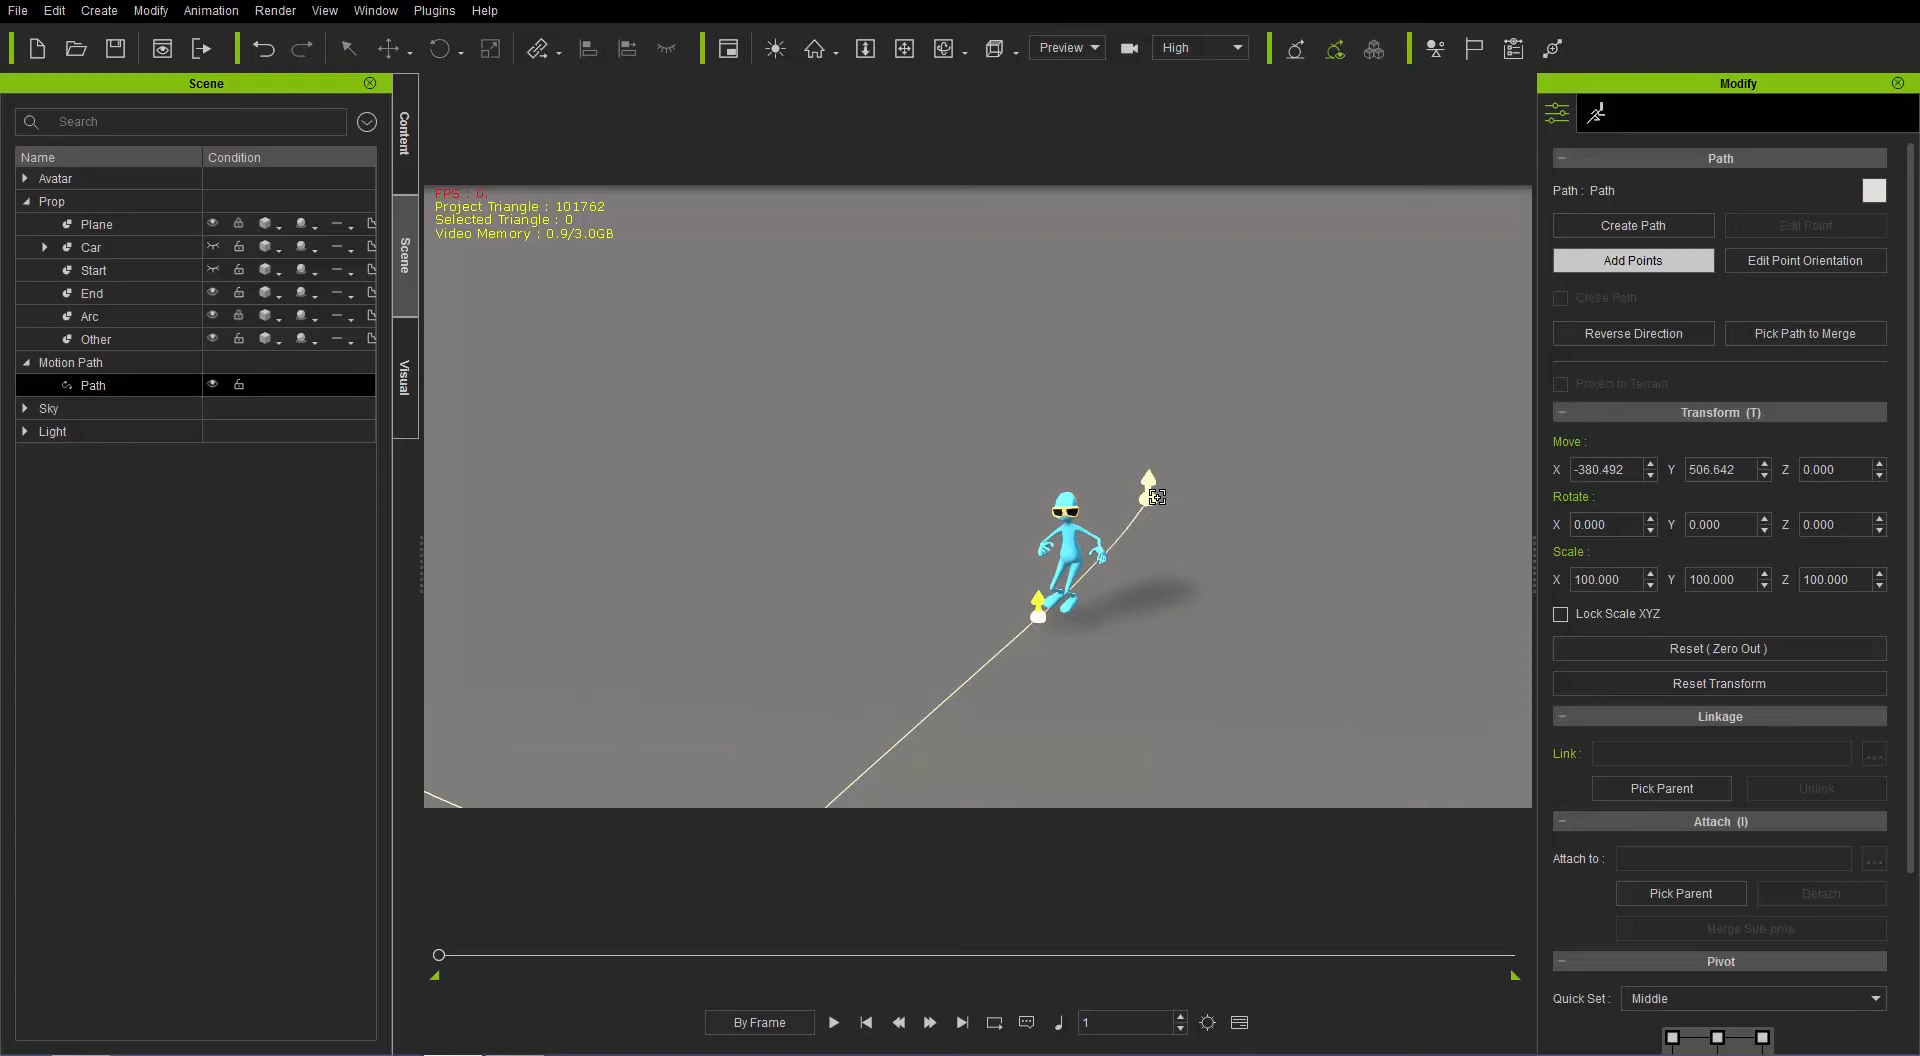 File Edit Create Modify Animation Render View Window Plugins Help
Preview High
Scene
Search
Name Condition
Avatar
Prop
Plane
Car
Start
End
Arc
Other
Motion Path
Path
Sky
Light
Content
Scene
Visual
FPS : 0.
Project Triangle : 101762
Selected Triangle : 0
Video Memory : 0.9/3.0GB
By Frame
1
Modify
Path
Path : Path
Create Path Edit Point
Add Points Edit Point Orientation
Close Path
Reverse Direction Pick Path to Merge
Project to Terrain
Transform (T)
Move :
X -380.492 Y 506.642 Z 0.000
Rotate :
X 0.000 Y 0.000 Z 0.000
Scale :
X 100.000 Y 100.000 Z 100.000
Lock Scale XYZ
Reset ( Zero Out )
Reset Transform
Linkage
Link : ...
Pick Parent Unlink
Attach (I)
Attach to : ...
Pick Parent Detach
Merge Sub-prop
Pivot
Quick Set : Middle